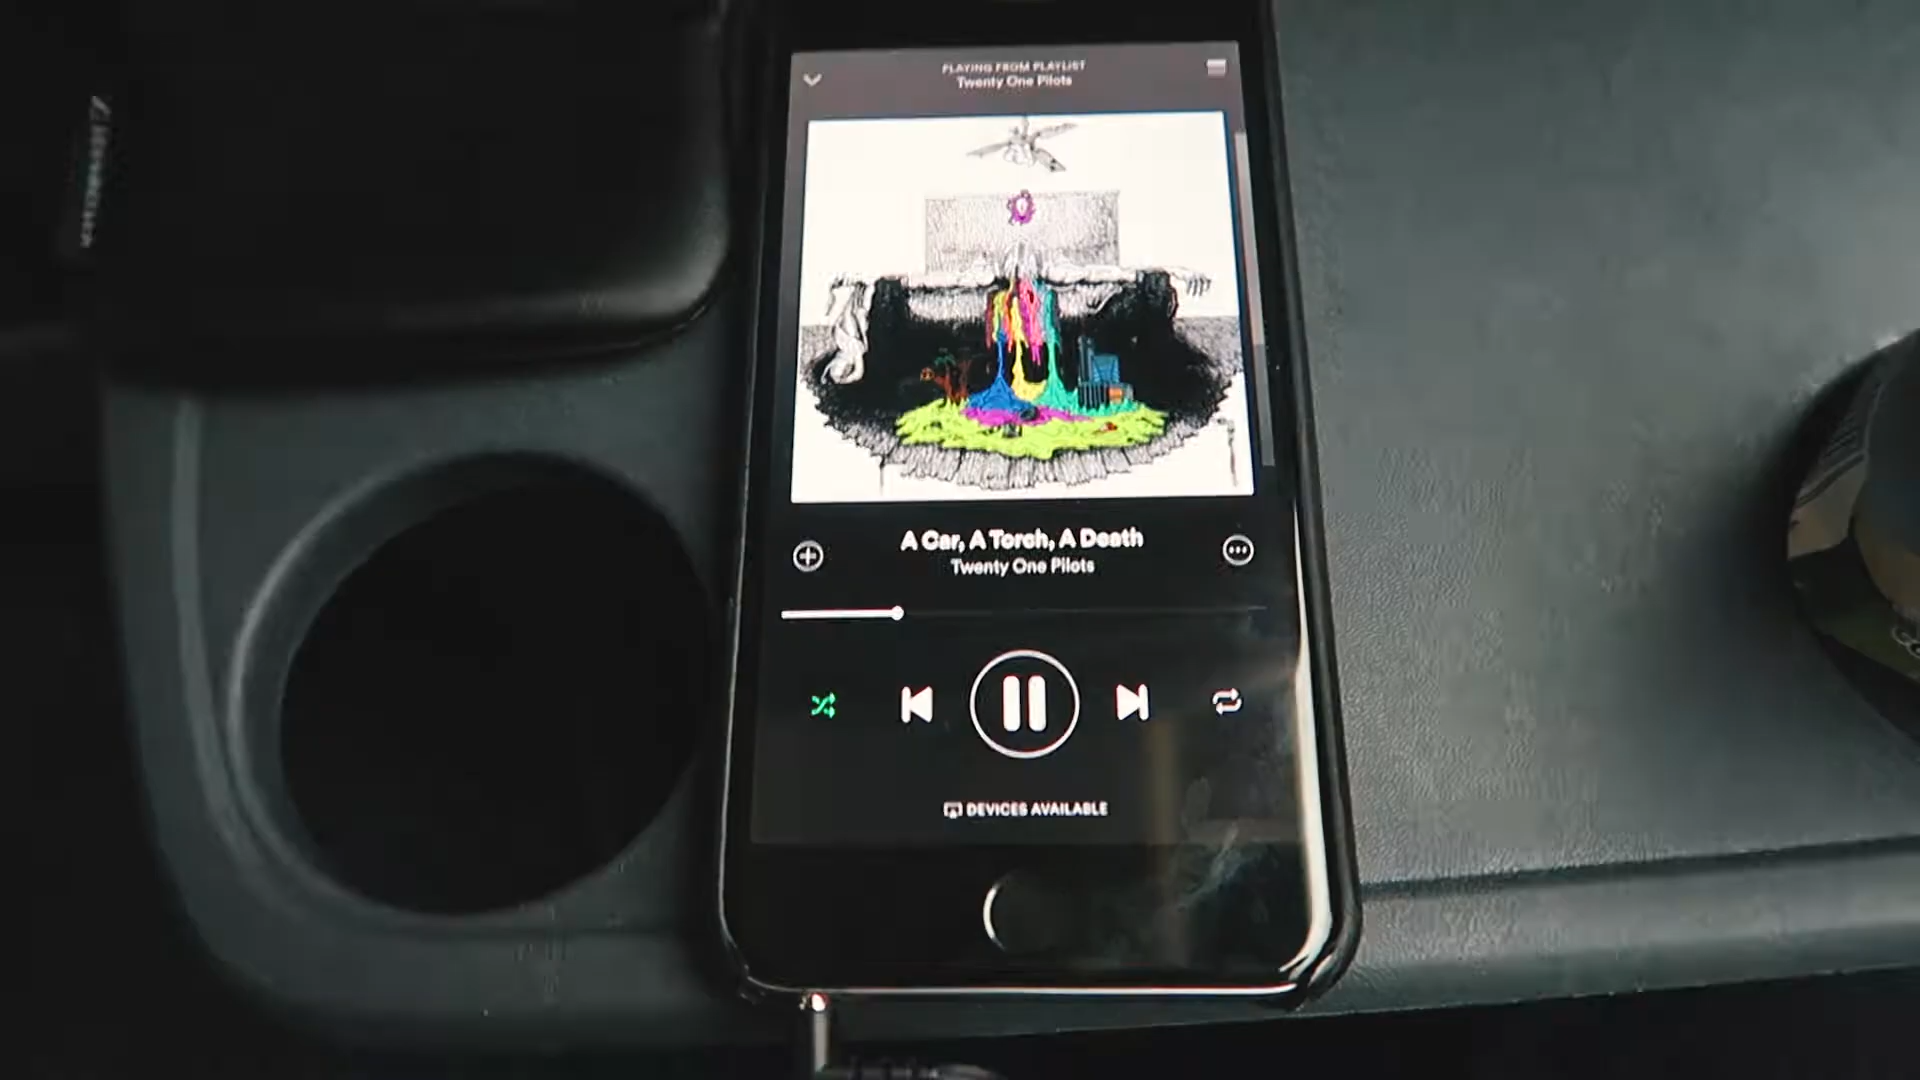 PLAYING FROM PLAYLIST
Twenty One Pilots
A Car, A Torch, A Death
Twenty One Pilots
DEVICES AVAILABLE